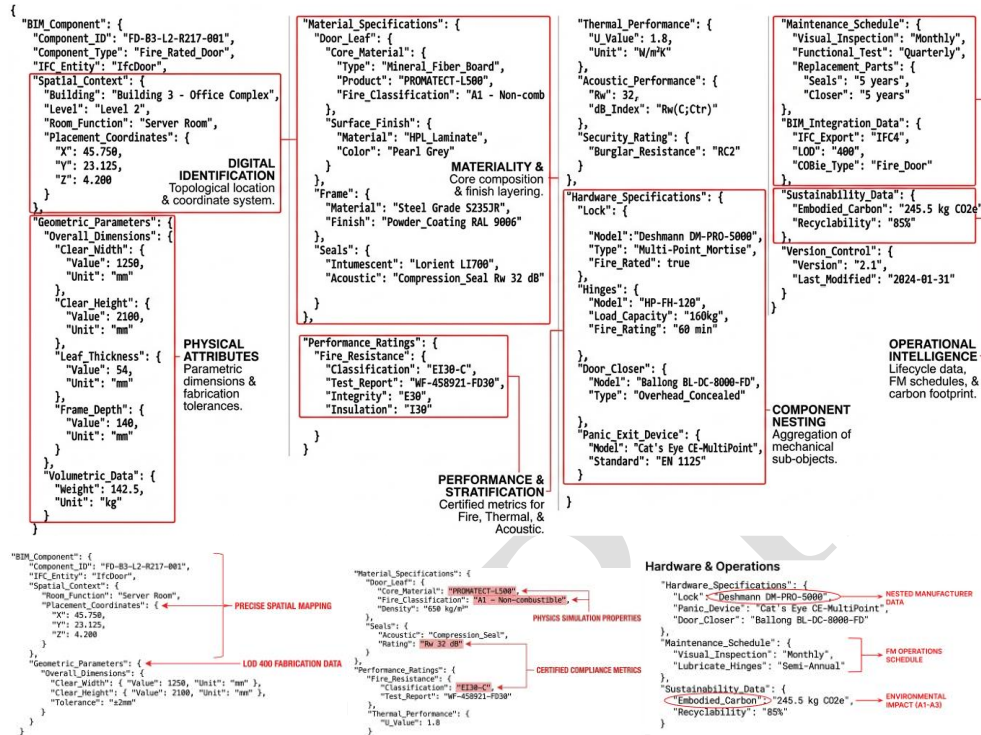 {
"BIM_Component": {
"Component_ID": "FD-B3-L2-R217-001",
"Component_Type": "Fire_Rated_Door",
"IFC_Entity": "IfcDoor",
"Spatial_Context": {
"Building": "Building 3 - Office Complex",
"Level": "Level 2",
"Room_Function": "Server Room",
"Placement_Coordinates": {
"X": 45.750,
"Y": 23.125,
"Z": 4.200
}
},
DIGITAL
IDENTIFICATION
Topological location
& coordinate system.
"Geometric_Parameters": {
"Overall_Dimensions": {
"Clear_Width": {
"Value": 1250,
"Unit": "mm"
},
"Clear_Height": {
"Value": 2100,
"Unit": "mm"
},
"Leaf_Thickness": {
"Value": 54,
"Unit": "mm"
},
"Frame_Depth": {
"Value": 140,
"Unit": "mm"
}
},
"Volumetric_Data": {
"Weight": 142.5,
"Unit": "kg"
}
}
PHYSICAL
ATTRIBUTES
Parametric
dimensions &
fabrication
tolerances.
"Material_Specifications": {
"Door_Leaf": {
"Core_Material": {
"Type": "Mineral_Fiber_Board",
"Product": "PROMATECT-L500",
"Fire_Classification": "A1 - Non-comb
},
"Surface_Finish": {
"Material": "HPL_Laminate",
"Color": "Pearl Grey"
}
},
"Frame": {
"Material": "Steel Grade S235JR",
"Finish": "Powder_Coating RAL 9006"
},
"Seals": {
"Intumescent": "Lorient LI700",
"Acoustic": "Compression_Seal Rw 32 dB"
}
},
MATERIALITY &
Core composition
& finish layering.
"Performance_Ratings": {
"Fire_Resistance": {
"Classification": "EI30-C",
"Test_Report": "WF-458921-FD30",
"Integrity": "E30",
"Insulation": "I30"
}
}
PERFORMANCE &
STRATIFICATION
Certified metrics for
Fire, Thermal, &
Acoustic.
"Thermal_Performance": {
"U_Value": 1.8,
"Unit": "W/m²K"
},
"Acoustic_Performance": {
"Rw": 32,
"dB_Index": "Rw(C;Ctr)"
},
"Security_Rating": {
"Burglar_Resistance": "RC2"
}
},
"Hardware_Specifications": {
"Lock": {
"Model":"Deshmann DM-PRO-5000",
"Type": "Multi-Point_Mortise",
"Fire_Rated": true
},
"Hinges": {
"Model": "HP-FH-120",
"Load_Capacity": "160kg",
"Fire_Rating": "60 min"
},
"Door_Closer": {
"Model": "Ballong BL-DC-8000-FD",
"Type": "Overhead_Concealed"
},
"Panic_Exit_Device": {
"Model": "Cat's Eye CE-MultiPoint",
"Standard": "EN 1125"
}
}
COMPONENT
NESTING
Aggregation of
mechanical
sub-objects.
"Maintenance_Schedule": {
"Visual_Inspection": "Monthly",
"Functional_Test": "Quarterly",
"Replacement_Parts": {
"Seals": "5 years",
"Closer": "5 years"
},
"BIM_Integration_Data": {
"IFC_Export": "IFC4",
"LOD": "400",
"COBie_Type": "Fire_Door"
},
"Sustainability_Data": {
"Embodied_Carbon": "245.5 kg CO2e"
"Recyclability": "85%"
},
"Version_Control": {
"Version": "2.1",
"Last_Modified": "2024-01-31"
}
}
OPERATIONAL
INTELLIGENCE
Lifecycle data,
FM schedules, &
carbon footprint.
"BIM_Component": {
"Component_ID": "FD-B3-L2-R217-001",
"IFC_Entity": "IfcDoor",
"Spatial_Context": {
"Room_Function": "Server Room",
"Placement_Coordinates": {
"X": 45.750,
"Y": 23.125,
"Z": 4.200
}
},
"Geometric_Parameters": {
"Overall_Dimensions": {
"Clear_Width": { "Value": 1250, "Unit": "mm" },
"Clear_Height": { "Value": 2100, "Unit": "mm" },
"Tolerance": "±2mm"
}
}
PRECISE SPATIAL MAPPING
LOD 400 FABRICATION DATA
"Material_Specifications": {
"Door_Leaf": {
"Core_Material": "PROMATECT-L500",
"Fire_Classification": "A1 - Non-combustible",
"Density": "650 kg/m³"
},
"Seals": {
"Acoustic": "Compression_Seal",
"Rating": "Rw 32 dB"
}
},
"Performance_Ratings": {
"Fire_Resistance": {
"Classification": "EI30-C",
"Test_Report": "WF-458921-FD30"
},
"Thermal_Performance": {
"U_Value": 1.8
PHYSICS SIMULATION PROPERTIES
CERTIFIED COMPLIANCE METRICS
Hardware & Operations
"Hardware_Specifications": {
"Lock": "Deshmann DM-PRO-5000",
"Panic_Device": "Cat's Eye CE-MultiPoint",
"Door_Closer": "Ballong BL-DC-8000-FD"
},
"Maintenance_Schedule": {
"Visual_Inspection": "Monthly",
"Lubricate_Hinges": "Semi-Annual"
},
"Sustainability_Data": {
"Embodied_Carbon": "245.5 kg CO2e",
"Recyclability": "85%"
NESTED MANUFACTURER
DATA
FM OPERATIONS
SCHEDULE
ENVIRONMENTAL
IMPACT (A1-A3)